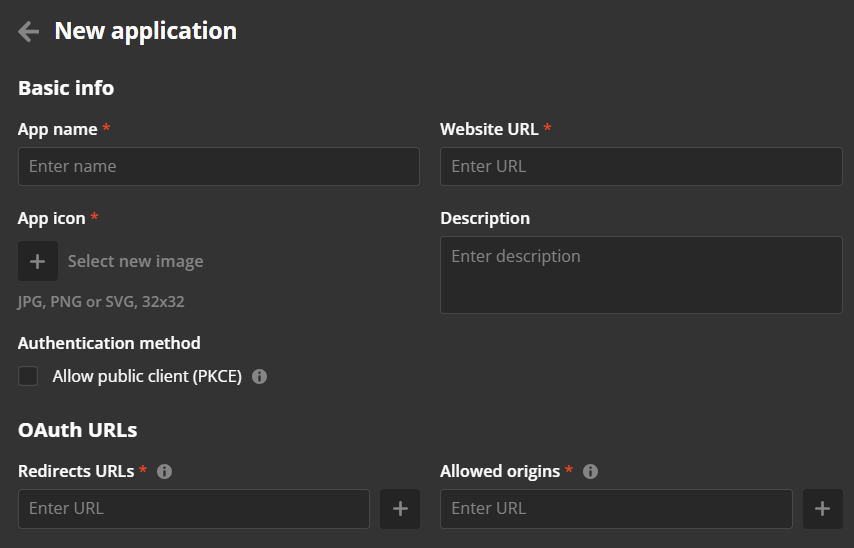 New application
Basic info
App name *
Website URL *
Enter name
Enter URL
App icon *
Description
Select new image
Enter description
JPG, PNG or SVG, 32x32
Authentication method
Allow public client (PKCE)
OAuth URLs
Redirects URLs *
Allowed origins *
Enter URL
Enter URL